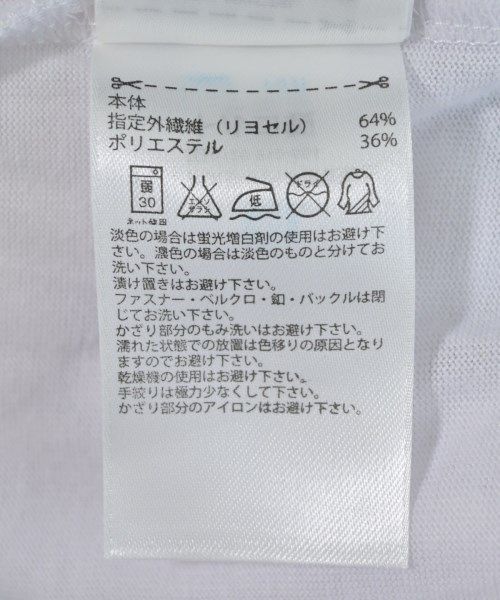 本体
指定外繊維（リヨセル） 64%
ポリエステル 36%
弱
30
ネット使用
エンソ
サラシ
低
ドライ
淡色の場合は蛍光増白剤の使用はお避け下
さい。濃色の場合は淡色のものと分けてお
洗い下さい。
漬け置きはお避け下さい。
ファスナー・ベルクロ・釦・バックルは閉
じてお洗い下さい。
かざり部分のもみ洗いはお避け下さい。
濡れた状態での放置は色移りの原因となり
ますのでお避け下さい。
乾燥機の使用はお避け下さい。
手絞りは極力少なくして下さい。
かざり部分のアイロンはお避け下さい。